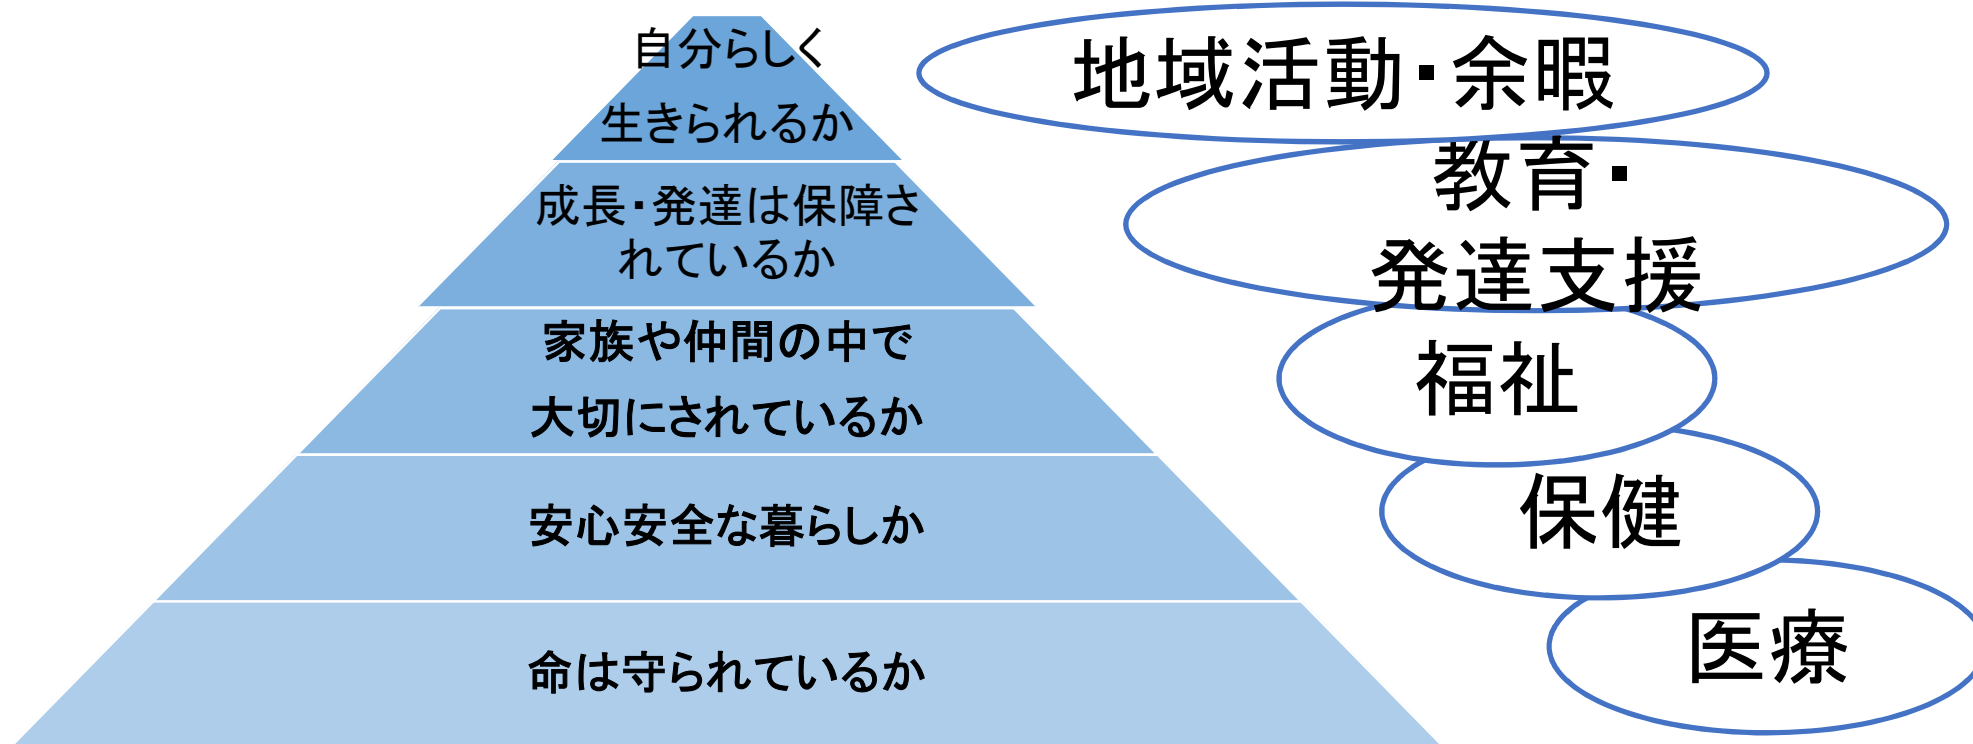 自分らしく
生きられるか
成長・発達は保障さ
れているか
家族や仲間の中で
大切にされているか
安心安全な暮らしか
命は守られているか
地域活動・余暇
教育・
発達支援
福祉
保健
医療